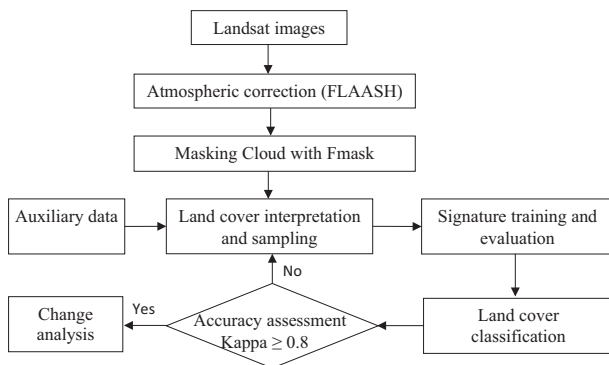 Landsat images
Atmospheric correction (FLAASH)
Masking Cloud with Fmask
Auxiliary data
Land cover interpretation
and sampling
Signature training and
evaluation
No
Yes
Change
analysis
Accuracy assessment
Kappa ≥ 0.8
Land cover
classification